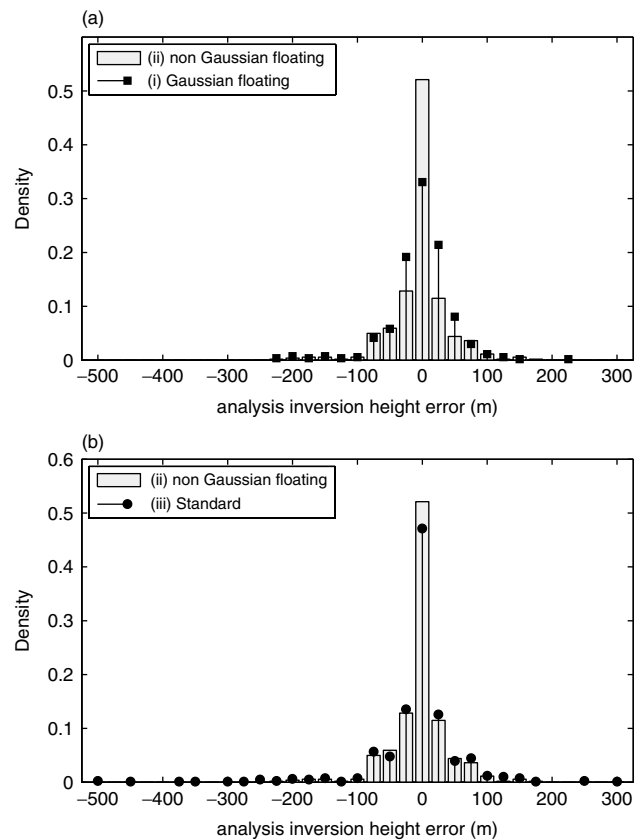 (a)
(ii) non Gaussian floating
(i) Gaussian floating
0.5
0.4
0.3
0.2
0.1
0
Density
−500 −400 −300 −200 −100 0 100 200 300
analysis inversion height error (m)
(b)
0.6
(ii) non Gaussian floating
(iii) Standard
0.5
0.4
0.3
0.2
0.1
0
Density
−500 −400 −300 −200 −100 0 100 200 300
analysis inversion height error (m)